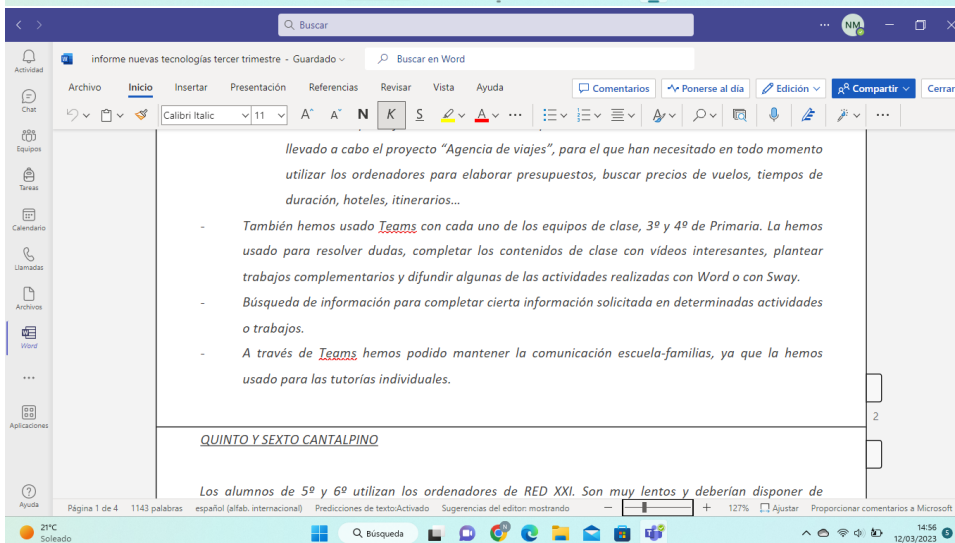 Buscar
NM
Actividad
informe nuevas tecnologías tercer trimestre - Guardado
Buscar en Word
Archivo Inicio Insertar Presentación Referencias Revisar Vista Ayuda
Comentarios Ponerse al día Edición Compartir Cerrar
Chat
Calibri Italic 11 A A N K S A
Equipos
Tareas
Calendario
Llamadas
Archivos
Word
Aplicaciones
Ayuda
llevado a cabo el proyecto “Agencia de viajes”, para el que han necesitado en todo momento
utilizar los ordenadores para elaborar presupuestos, buscar precios de vuelos, tiempos de
duración, hoteles, itinerarios...
- También hemos usado Teams con cada uno de los equipos de clase, 3º y 4º de Primaria. La hemos
usado para resolver dudas, completar los contenidos de clase con vídeos interesantes, plantear
trabajos complementarios y difundir algunas de las actividades realizadas con Word o con Sway.
- Búsqueda de información para completar cierta información solicitada en determinadas actividades
o trabajos.
- A través de Teams hemos podido mantener la comunicación escuela-familias, ya que la hemos
usado para las tutorías individuales.
2
QUINTO Y SEXTO CANTALPINO
Los alumnos de 5º y 6º utilizan los ordenadores de RED XXI. Son muy lentos y deberían disponer de
Página 1 de 4 1143 palabras español (alfab. internacional) Predicciones de texto:Activado Sugerencias del editor: mostrando − + 127% Ajustar Proporcionar comentarios a Microsoft
21°C
Soleado
Búsqueda
14:56
12/03/2023